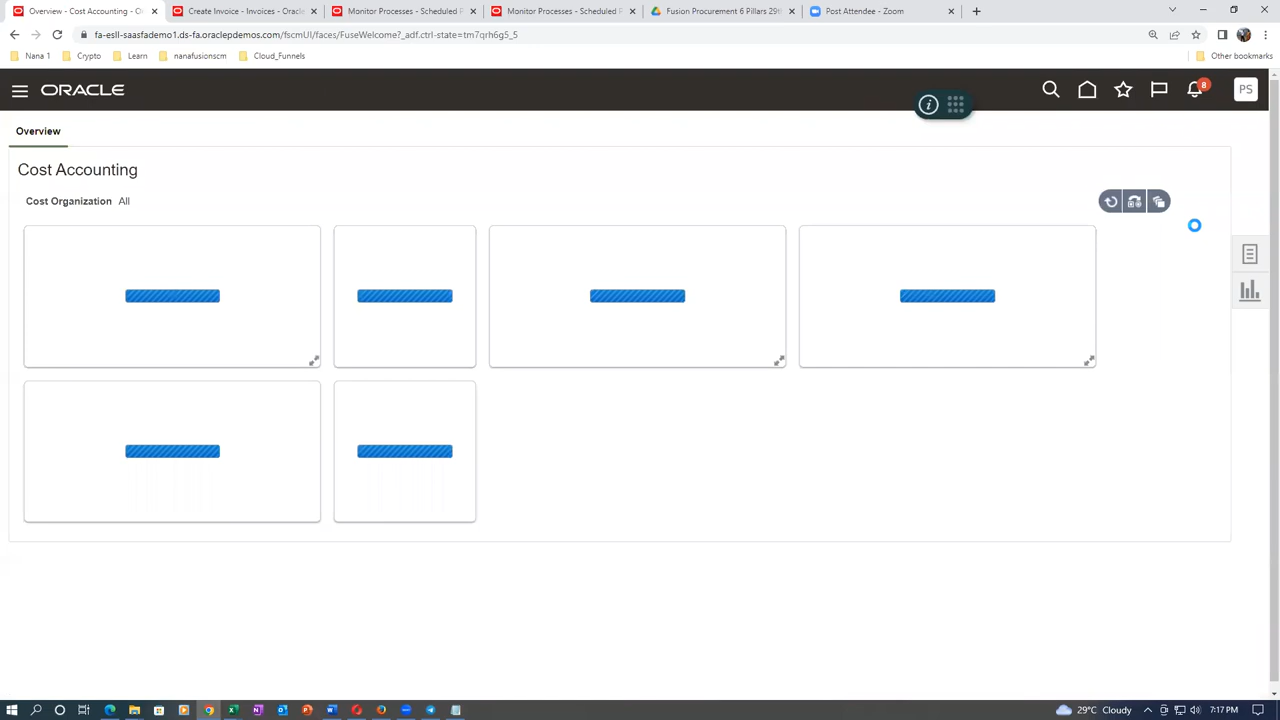 Overview - Cost Accounting - O
Create Invoice - Invoices - Oracle
Monitor Processes - Scheduled P
Monitor Processes - Scheduled P
Fusion Procurement 6 Pillars 29th
Post Attendee - Zoom
fa-esll-saasfademo1.ds-fa.oraclepdemos.com/fscmUI/faces/FuseWelcome?_adf.ctrl-state=tm7qrh6g5_5
Nana 1
Crypto
Learn
nanafusionscm
Cloud_Funnels
Other bookmarks
ORACLE
8
PS
Overview
Cost Accounting
Cost Organization All
29°C Cloudy
7:17 PM